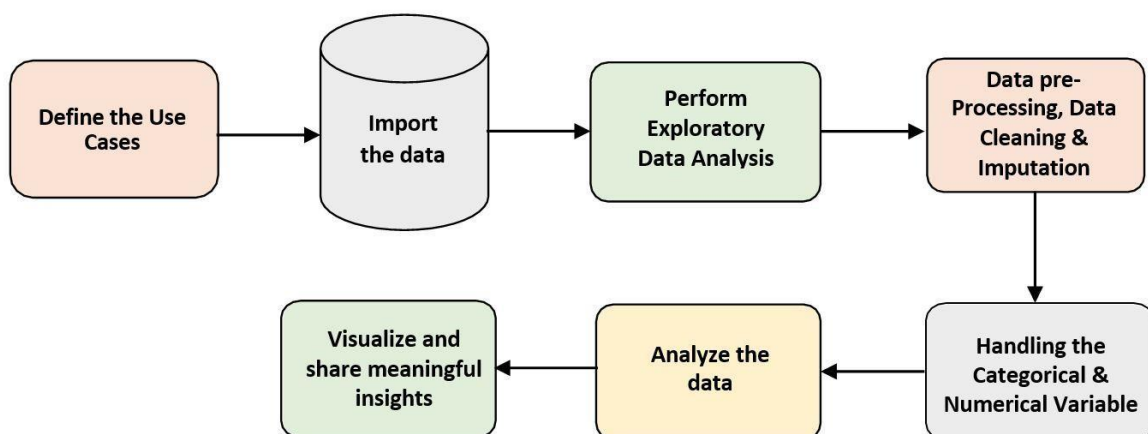 Define the Use
Cases
Import
the data
Perform
Exploratory
Data Analysis
Data pre-
Processing, Data
Cleaning &
Imputation
Handling the
Categorical &
Numerical Variable
Analyze the
data
Visualize and
share meaningful
insights